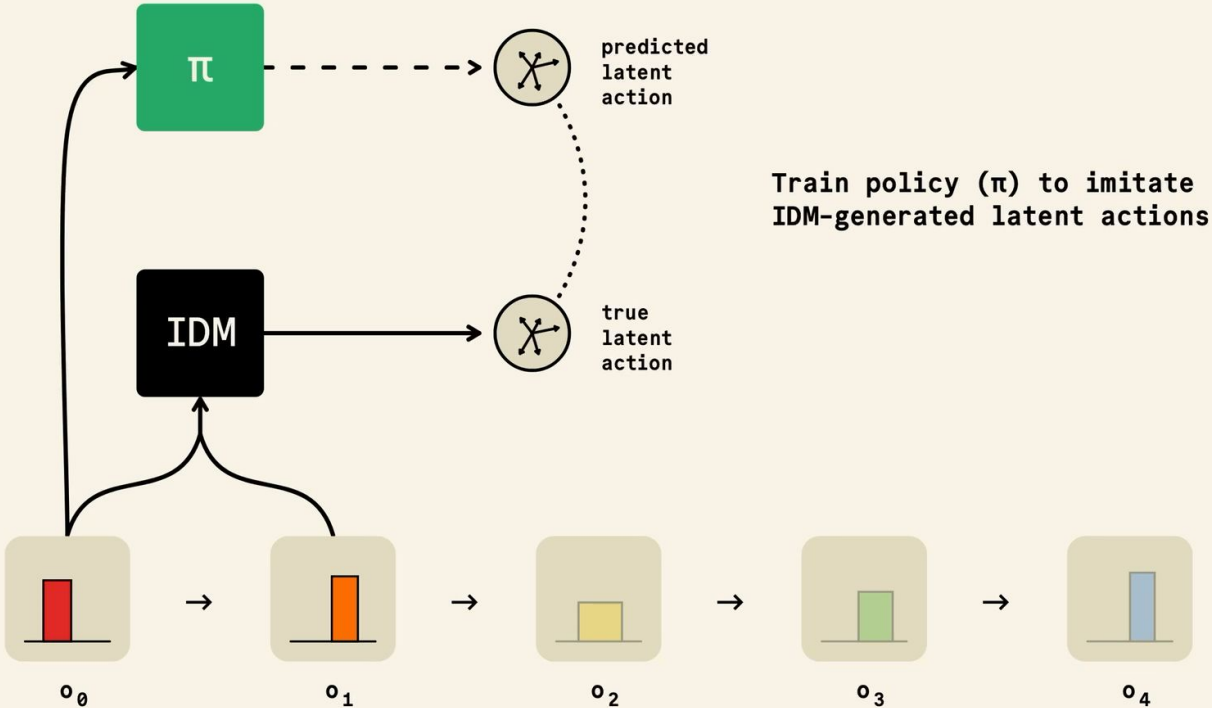 π
predicted
latent
action
Train policy (π) to imitate
IDM-generated latent actions
IDM
true
latent
action
→ → → →
o₀ o₁ o₂ o₃ o₄